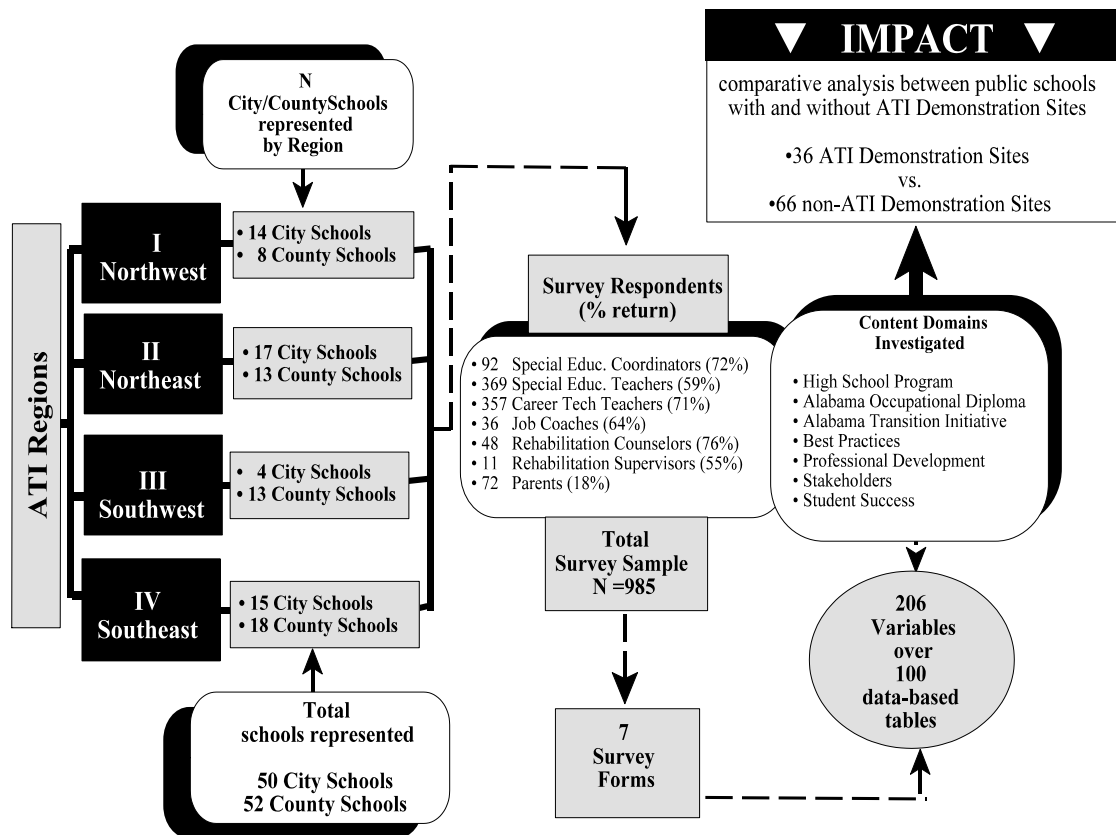 N
City/CountySchools
represented
by Region
ATI Regions
I
Northwest
• 14 City Schools
• 8 County Schools
II
Northeast
• 17 City Schools
• 13 County Schools
III
Southwest
• 4 City Schools
• 13 County Schools
IV
Southeast
• 15 City Schools
• 18 County Schools
Total
schools represented
50 City Schools
52 County Schools
Survey Respondents
(% return)
• 92 Special Educ. Coordinators (72%)
• 369 Special Educ. Teachers (59%)
• 357 Career Tech Teachers (71%)
• 36 Job Coaches (64%)
• 48 Rehabilitation Counselors (76%)
• 11 Rehabilitation Supervisors (55%)
• 72 Parents (18%)
Total
Survey Sample
N =985
7
Survey
Forms
▼ IMPACT ▼
comparative analysis between public schools
with and without ATI Demonstration Sites
•36 ATI Demonstration Sites
vs.
•66 non-ATI Demonstration Sites
Content Domains
Investigated
• High School Program
• Alabama Occupational Diploma
• Alabama Transition Initiative
• Best Practices
• Professional Development
• Stakeholders
• Student Success
206
Variables
over
100
data-based
tables